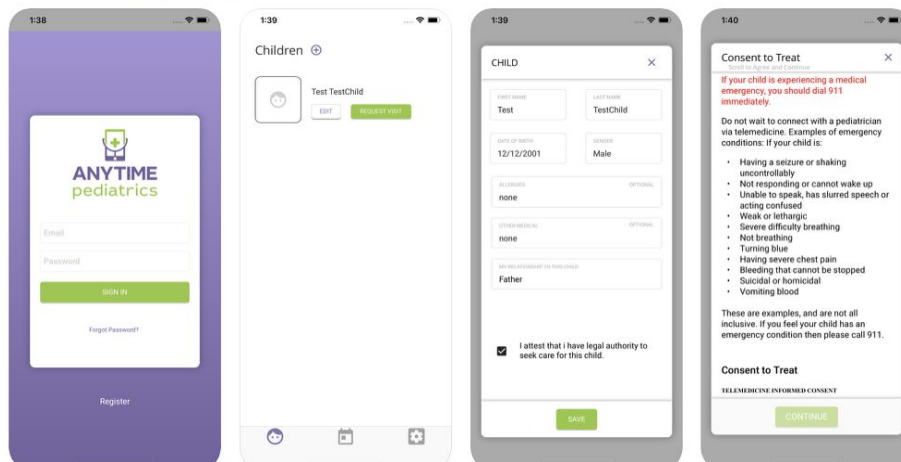 1:38
ANYTIME
pediatrics
Email
Password
SIGN IN
Forgot Password?
Register
1:39
Children
Test TestChild
EDIT
REQUEST VISIT
1:39
CHILD
FIRST NAME
Test
LAST NAME
TestChild
DATE OF BIRTH
12/12/2001
GENDER
Male
ALLERGIES
OPTIONAL
none
OTHER MEDICAL
OPTIONAL
none
MY RELATIONSHIP TO THIS CHILD
Father
I attest that i have legal authority to
seek care for this child.
SAVE
1:40
Consent to Treat
Scroll to Agree and Continue
If your child is experiencing a medical
emergency, you should dial 911
immediately.
Do not wait to connect with a pediatrician
via telemedicine. Examples of emergency
conditions: If your child is:
• Having a seizure or shaking
uncontrollably
• Not responding or cannot wake up
• Unable to speak, has slurred speech or
acting confused
• Weak or lethargic
• Severe difficulty breathing
• Not breathing
• Turning blue
• Having severe chest pain
• Bleeding that cannot be stopped
• Suicidal or homicidal
• Vomiting blood
These are examples, and are not all
inclusive. If you feel your child has an
emergency condition then please call 911.
Consent to Treat
TELEMEDICINE INFORMED CONSENT
CONTINUE